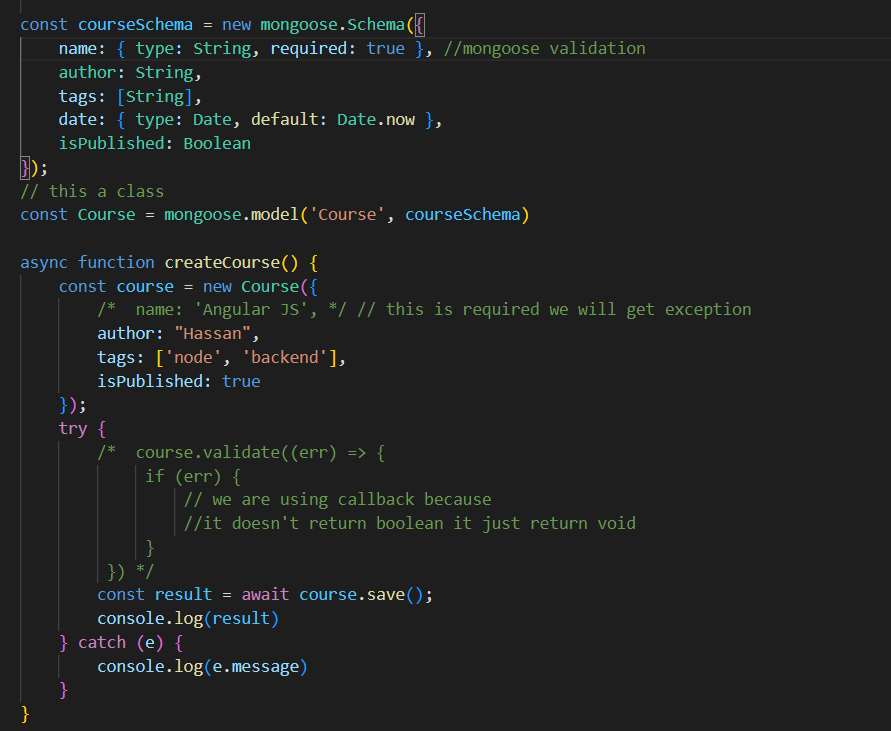 const courseSchema = new mongoose.Schema({
name: { type: String, required: true }, //mongoose validation
author: String,
tags: [String],
date: { type: Date, default: Date.now },
isPublished: Boolean
});
// this a class
const Course = mongoose.model('Course', courseSchema)
async function createCourse() {
const course = new Course({
/*  name: 'Angular JS', */ // this is required we will get exception
author: "Hassan",
tags: ['node', 'backend'],
isPublished: true
});
try {
/*  course.validate((err) => {
if (err) {
// we are using callback because
//it doesn't return boolean it just return void
}
}) */
const result = await course.save();
console.log(result)
} catch (e) {
console.log(e.message)
}
}